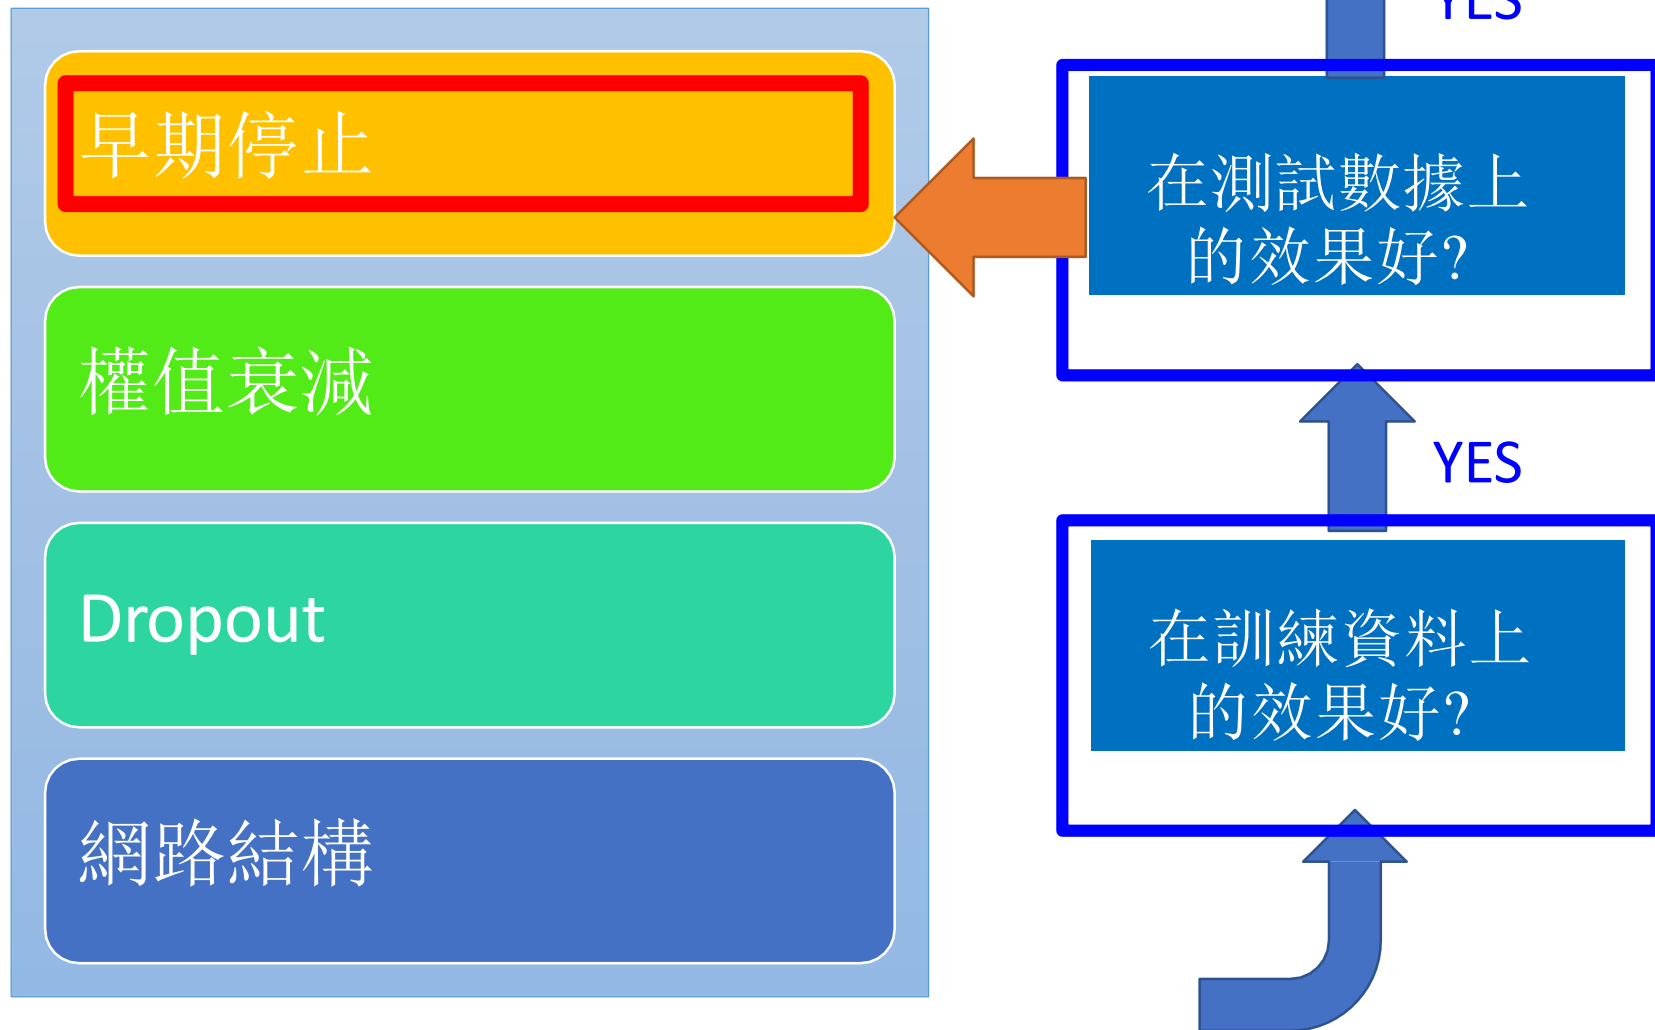 早期停止
權值衰減
Dropout
網路結構
YES
在測試數據上
的效果好?
YES
在訓練資料上
的效果好?